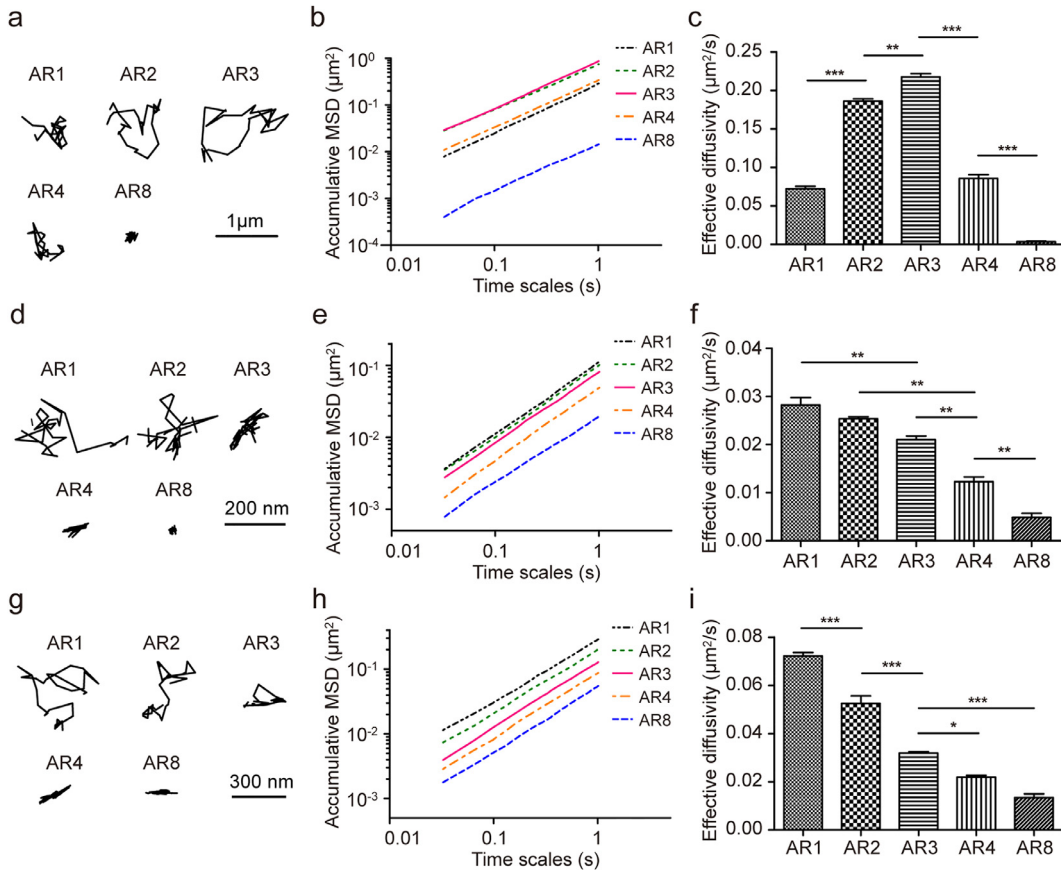 a
AR1 AR2 AR3
AR4 AR8
1μm
b
Accumulative MSD (μm²)
10⁰
10⁻¹
10⁻²
10⁻³
10⁻⁴
0.01 0.1 1
Time scales (s)
AR1
AR2
AR3
AR4
AR8
c
Effective diffusivity (μm²/s)
0.25
0.20
0.15
0.10
0.05
0.00
*** ** *** ***
AR1 AR2 AR3 AR4 AR8
d
AR1 AR2 AR3
AR4 AR8
200 nm
e
Accumulative MSD (μm²)
10⁻¹
10⁻²
10⁻³
0.01 0.1 1
Time scales (s)
AR1
AR2
AR3
AR4
AR8
f
Effective diffusivity (μm²/s)
0.04
0.03
0.02
0.01
0.00
**
**
**
**
AR1 AR2 AR3 AR4 AR8
g
AR1 AR2 AR3
AR4 AR8
300 nm
h
Accumulative MSD (μm²)
10⁻¹
10⁻²
10⁻³
0.01 0.1 1
Time scales (s)
AR1
AR2
AR3
AR4
AR8
i
Effective diffusivity (μm²/s)
0.08
0.06
0.04
0.02
0.00
***
***
***
*
AR1 AR2 AR3 AR4 AR8